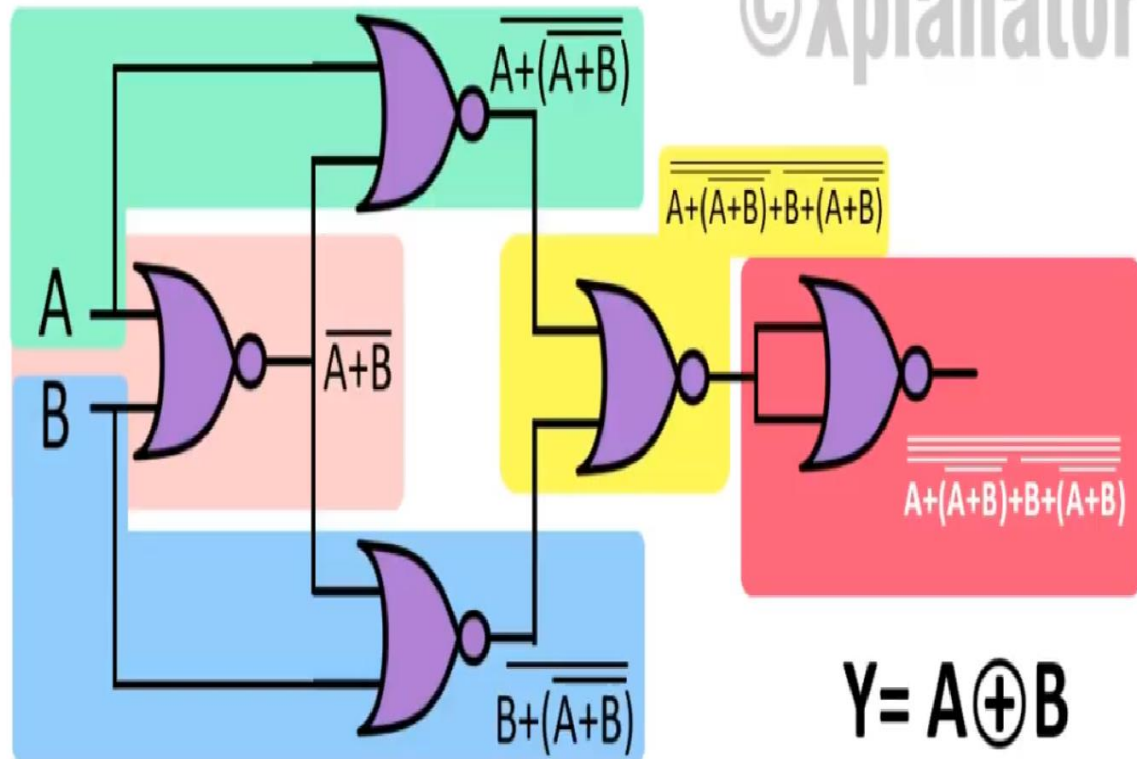 ©Xplanator
A̅+̅(̅A̅+̅B̅)̅
A+(A+B)+B+(A+B)
A
A̅+̅B̅
B
A+(A+B)+B+(A+B)
B̅+̅(̅A̅+̅B̅)̅
Y= A⊕B